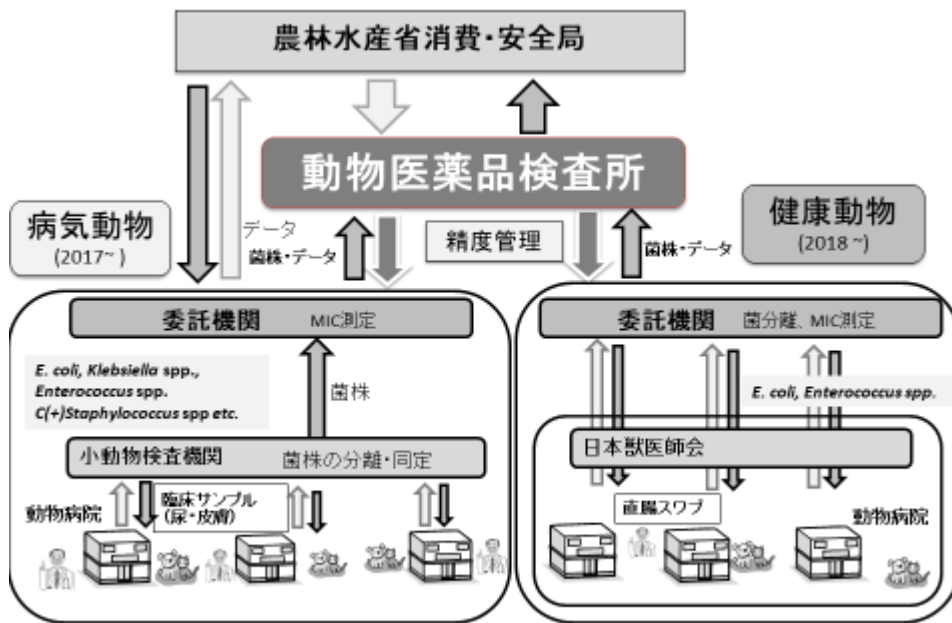 農林水産省消費・安全局
動物医薬品検査所
病気動物
(2017~ )
データ
菌株・データ
精度管理
菌株・データ
健康動物
(2018 ~)
委託機関 MIC測定
E. coli, Klebsiella spp.,
Enterococcus spp.
C(+)Staphylococcus spp etc.
菌株
小動物検査機関 菌株の分離・同定
動物病院
臨床サンプル
(尿・皮膚)
委託機関 菌分離、MIC測定
E. coli, Enterococcus spp.
日本獣医師会
直腸スワブ
動物病院